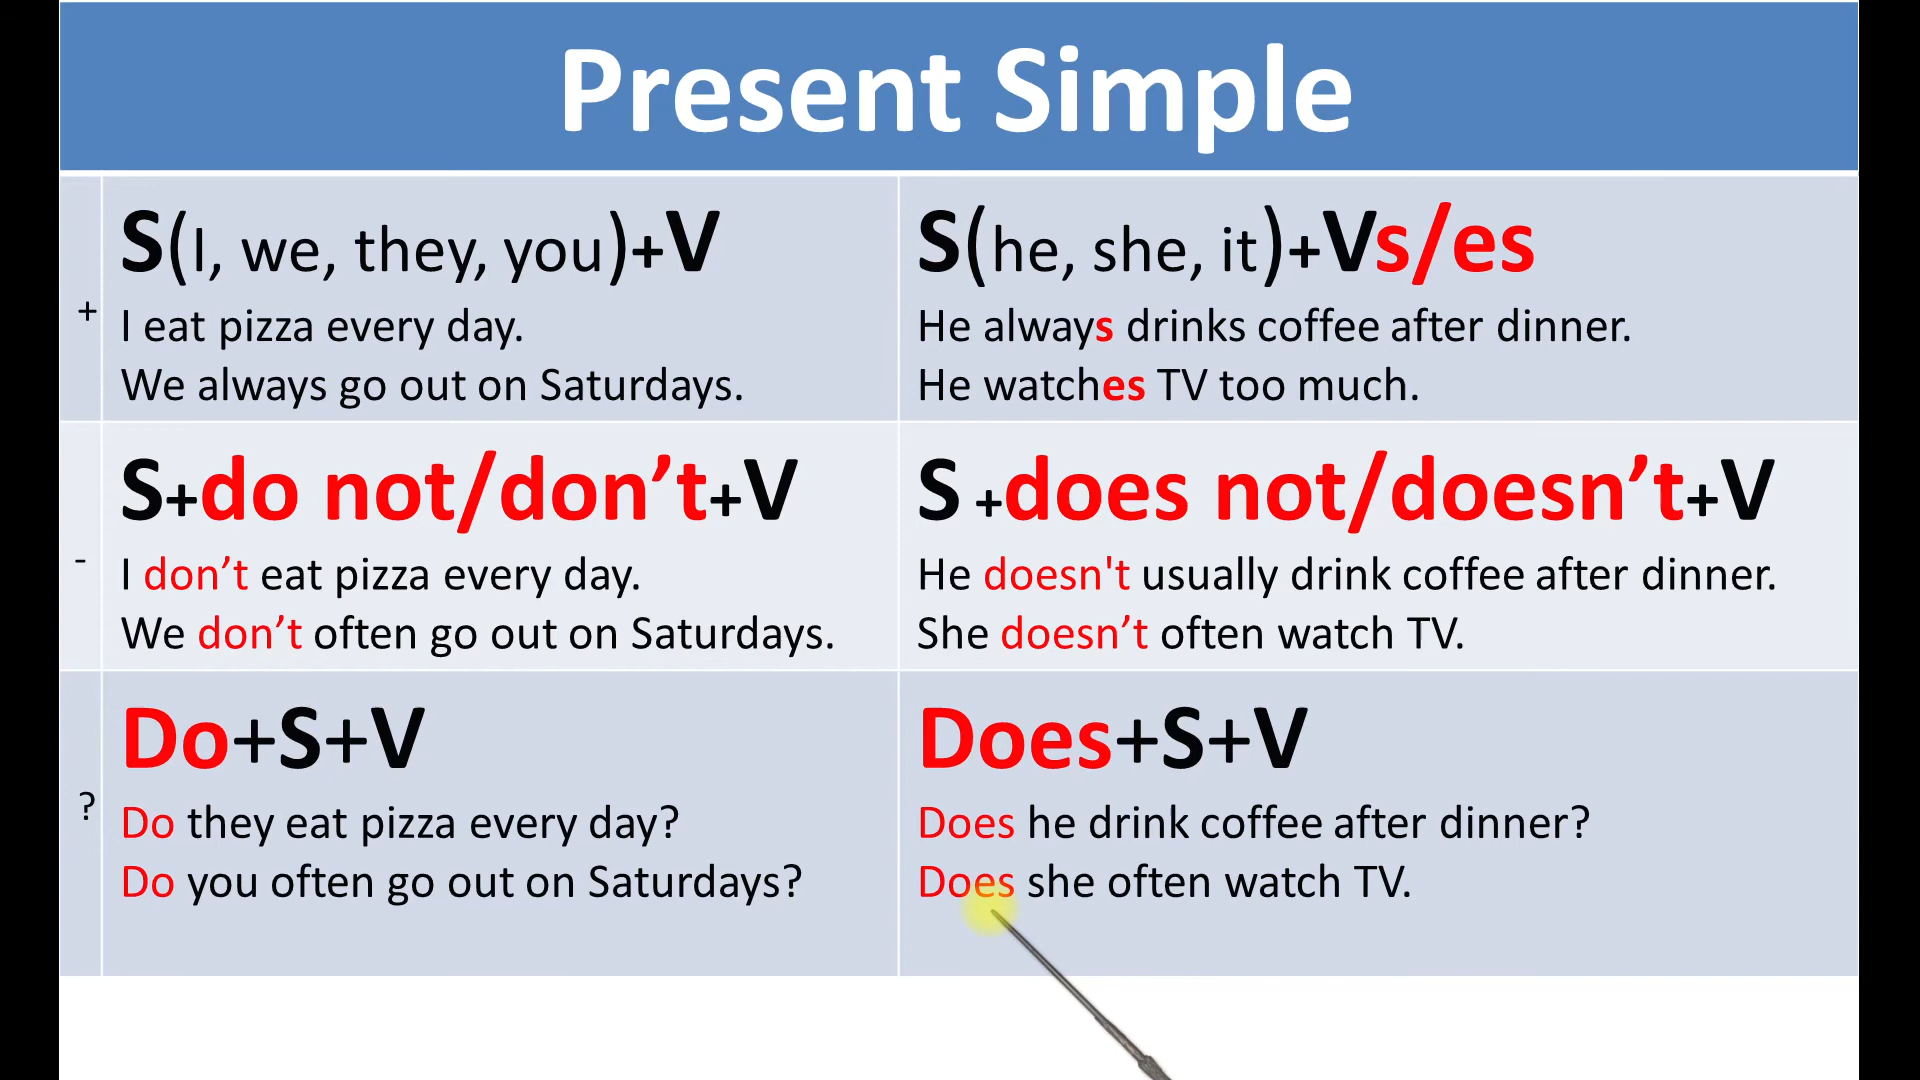 Present Simple
S(I, we, they, you)+V
+
I eat pizza every day.
We always go out on Saturdays.
S(he, she, it)+Vs/es
He always drinks coffee after dinner.
He watches TV too much.
S+do not/don’t+V
-
I don’t eat pizza every day.
We don’t often go out on Saturdays.
S +does not/doesn’t+V
He doesn't usually drink coffee after dinner.
She doesn’t often watch TV.
Do+S+V
?
Do they eat pizza every day?
Do you often go out on Saturdays?
Does+S+V
Does he drink coffee after dinner?
Does she often watch TV.